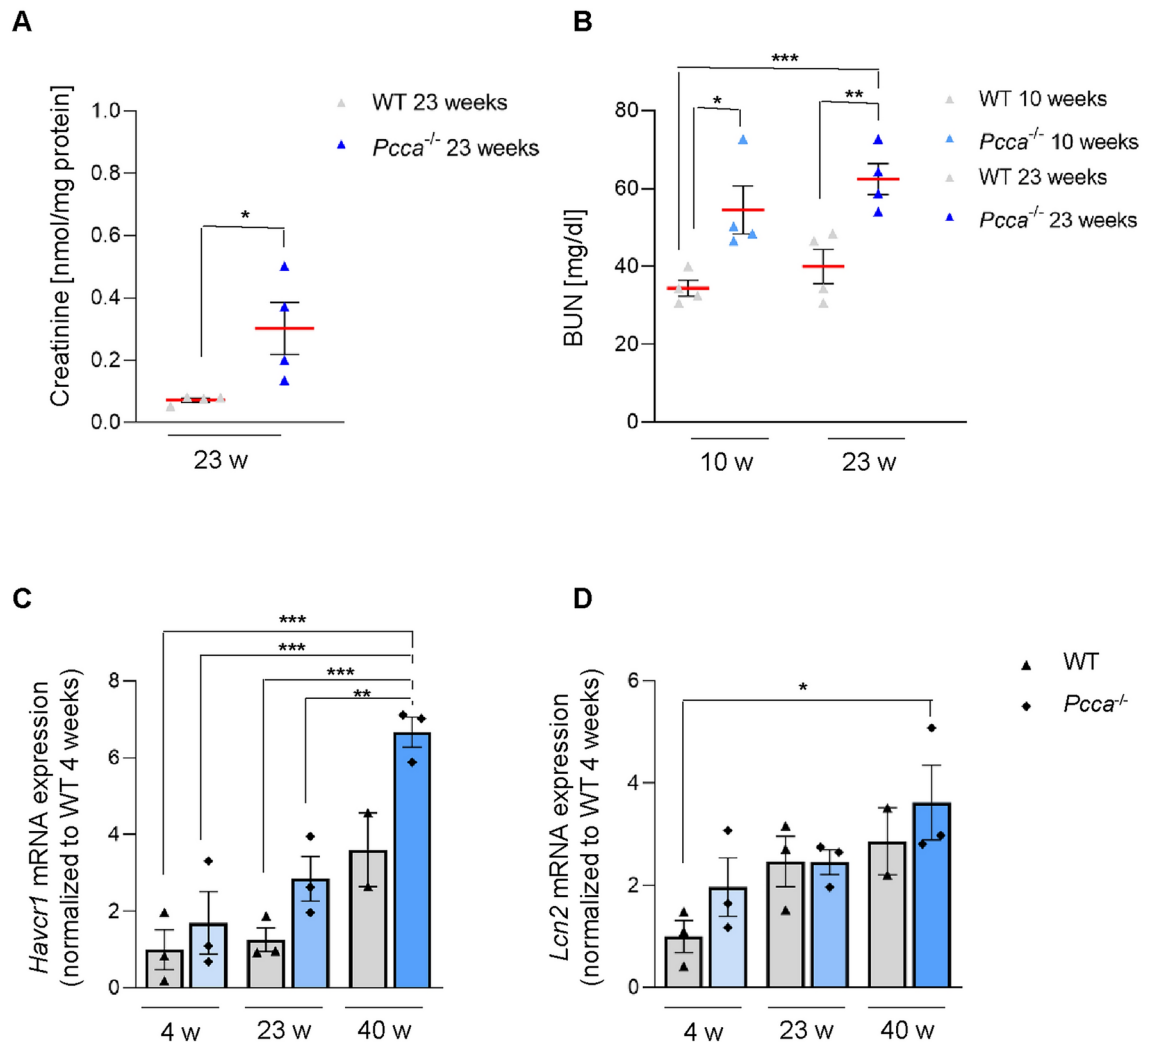 A
WT 23 weeks
Pcca-/- 23 weeks
Creatinine [nmol/mg protein]
1.0
0.8
0.6
0.4
0.2
0.0
*
23 w
B
***
*
**
WT 10 weeks
Pcca-/- 10 weeks
WT 23 weeks
Pcca-/- 23 weeks
BUN [mg/dl]
80
60
40
20
0
10 w
23 w
C
***
***
***
**
Havcr1 mRNA expression
(normalized to WT 4 weeks)
8
6
4
2
0
4 w
23 w
40 w
D
*
WT
Pcca-/-
Lcn2 mRNA expression
(normalized to WT 4 weeks)
6
4
2
0
4 w
23 w
40 w